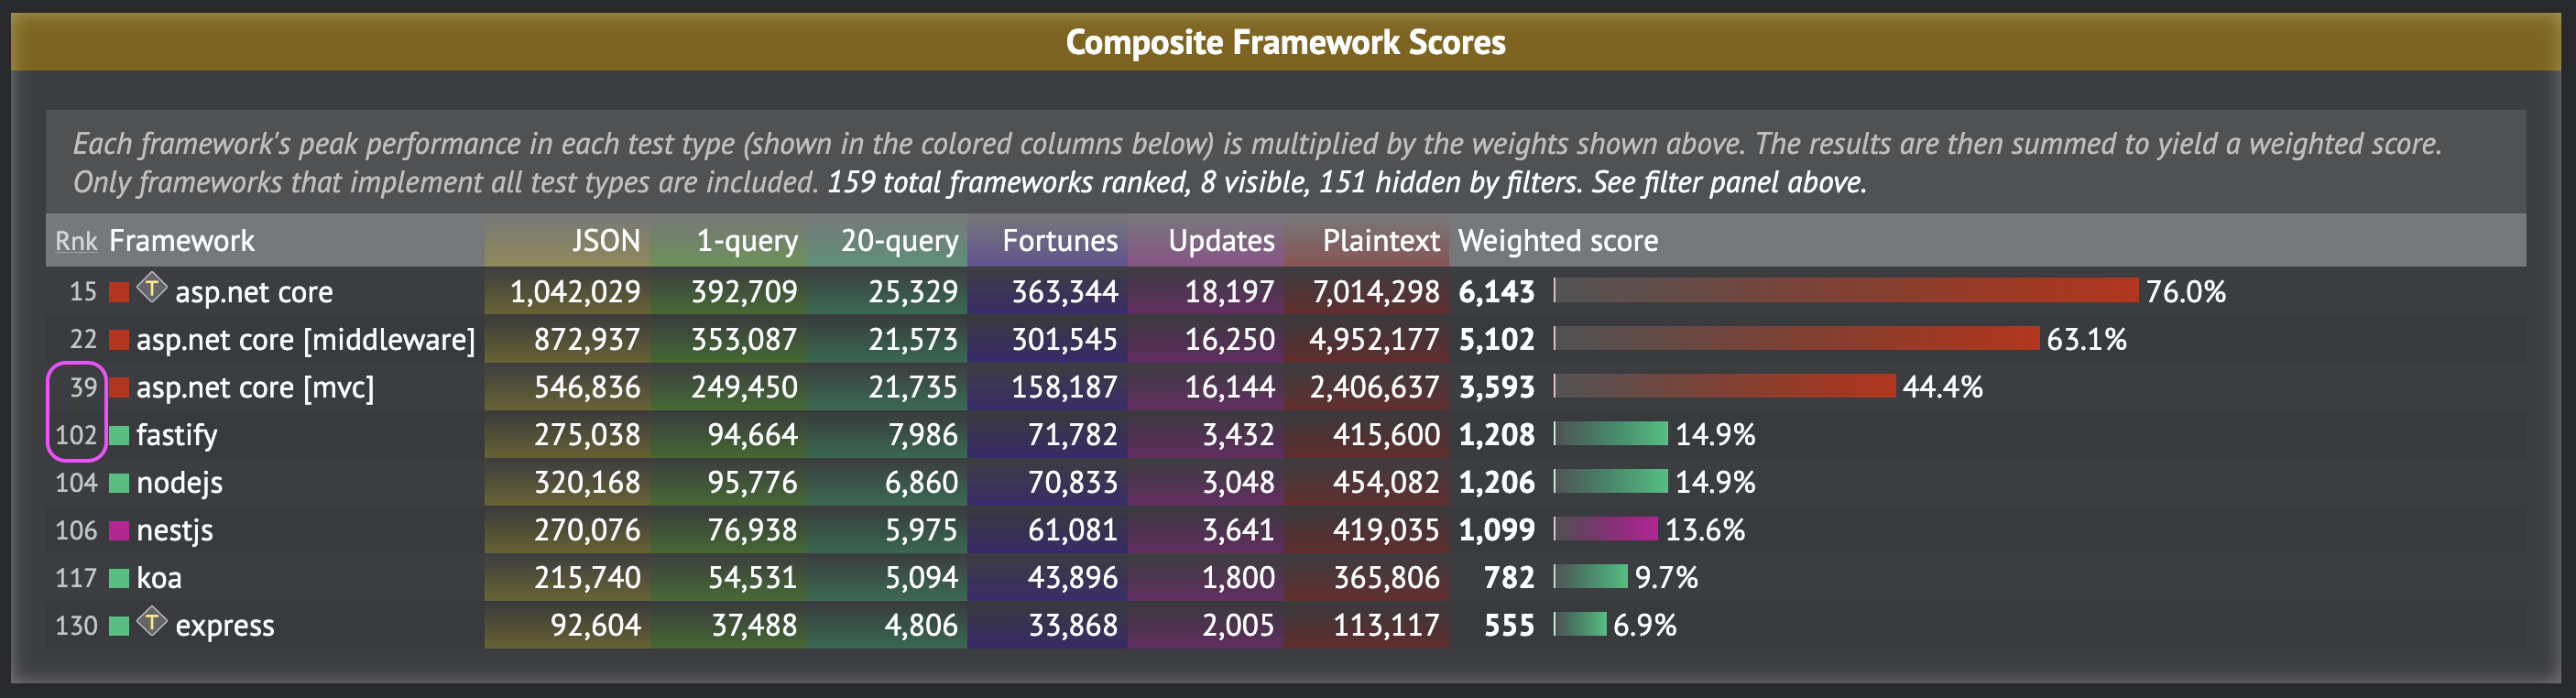 Composite Framework Scores
Each framework's peak performance in each test type (shown in the colored columns below) is multiplied by the weights shown above. The results are then summed to yield a weighted score.
Only frameworks that implement all test types are included. 159 total frameworks ranked, 8 visible, 151 hidden by filters. See filter panel above.
Rnk Framework JSON 1-query 20-query Fortunes Updates Plaintext Weighted score
15 T asp.net core 1,042,029 392,709 25,329 363,344 18,197 7,014,298 6,143 76.0%
22 asp.net core [middleware] 872,937 353,087 21,573 301,545 16,250 4,952,177 5,102 63.1%
39 asp.net core [mvc] 546,836 249,450 21,735 158,187 16,144 2,406,637 3,593 44.4%
102 fastify 275,038 94,664 7,986 71,782 3,432 415,600 1,208 14.9%
104 nodejs 320,168 95,776 6,860 70,833 3,048 454,082 1,206 14.9%
106 nestjs 270,076 76,938 5,975 61,081 3,641 419,035 1,099 13.6%
117 koa 215,740 54,531 5,094 43,896 1,800 365,806 782 9.7%
130 T express 92,604 37,488 4,806 33,868 2,005 113,117 555 6.9%